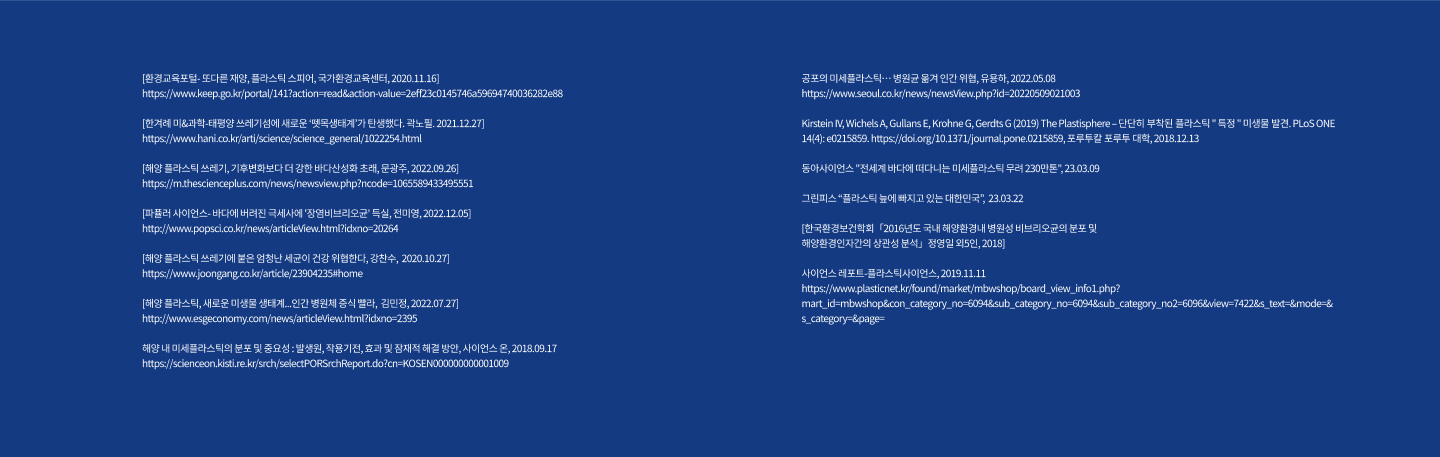 [환경교육포털- 또다른 재앙, 플라스틱 스피어, 국가환경교육센터, 2020.11.16]
https://www.keep.go.kr/portal/141?action=read&action-value=2eff23c0145746a59694740036282e88
[한겨레 미&과학-태평양 쓰레기섬에 새로운 ‘뗏목생태계’가 탄생했다. 곽노필. 2021.12.27]
https://www.hani.co.kr/arti/science/science_general/1022254.html
[해양 플라스틱 쓰레기, 기후변화보다 더 강한 바다산성화 초래, 문광주, 2022.09.26]
https://m.thescienceplus.com/news/newsview.php?ncode=1065589433495551
[파퓰러 사이언스- 바다에 버려진 극세사에 ‘장염비브리오균’ 득실, 전미영, 2022.12.05]
http://www.popsci.co.kr/news/articleView.html?idxno=20264
[해양 플라스틱 쓰레기에 붙은 엄청난 세균이 건강 위협한다, 강찬수, 2020.10.27]
https://www.joongang.co.kr/article/23904235#home
[해양 플라스틱, 새로운 미생물 생태계...인간 병원체 증식 빨라, 김민정, 2022.07.27]
http://www.esgeconomy.com/news/articleView.html?idxno=2395
해양 내 미세플라스틱의 분포 및 중요성 : 발생원, 작용기전, 효과 및 잠재적 해결 방안, 사이언스 온, 2018.09.17
https://scienceon.kisti.re.kr/srch/selectPORSrchReport.do?cn=KOSEN000000000001009
공포의 미세플라스틱… 병원균 옮겨 인간 위협, 유용하, 2022.05.08
https://www.seoul.co.kr/news/newsView.php?id=20220509021003
Kirstein IV, Wichels A, Gullans E, Krohne G, Gerdts G (2019) The Plastisphere – 단단히 부착된 플라스틱 " 특정 " 미생물 발견. PLoS ONE
14(4): e0215859. https://doi.org/10.1371/journal.pone.0215859, 포루투칼 포루투 대학, 2018.12.13
동아사이언스 "전세계 바다에 떠다니는 미세플라스틱 무려 230만톤", 23.03.09
그린피스 “플라스틱 늪에 빠지고 있는 대한민국”, 23.03.22
[한국환경보건학회「2016년도 국내 해양환경내 병원성 비브리오균의 분포 및
해양환경인자간의 상관성 분석」정영일 외5인, 2018]
사이언스 레포트-플라스틱사이언스, 2019.11.11
https://www.plasticnet.kr/found/market/mbwshop/board_view_info1.php?
mart_id=mbwshop&con_category_no=6094&sub_category_no=6094&sub_category_no2=6096&view=7422&s_text=&mode=&
s_category=&page=